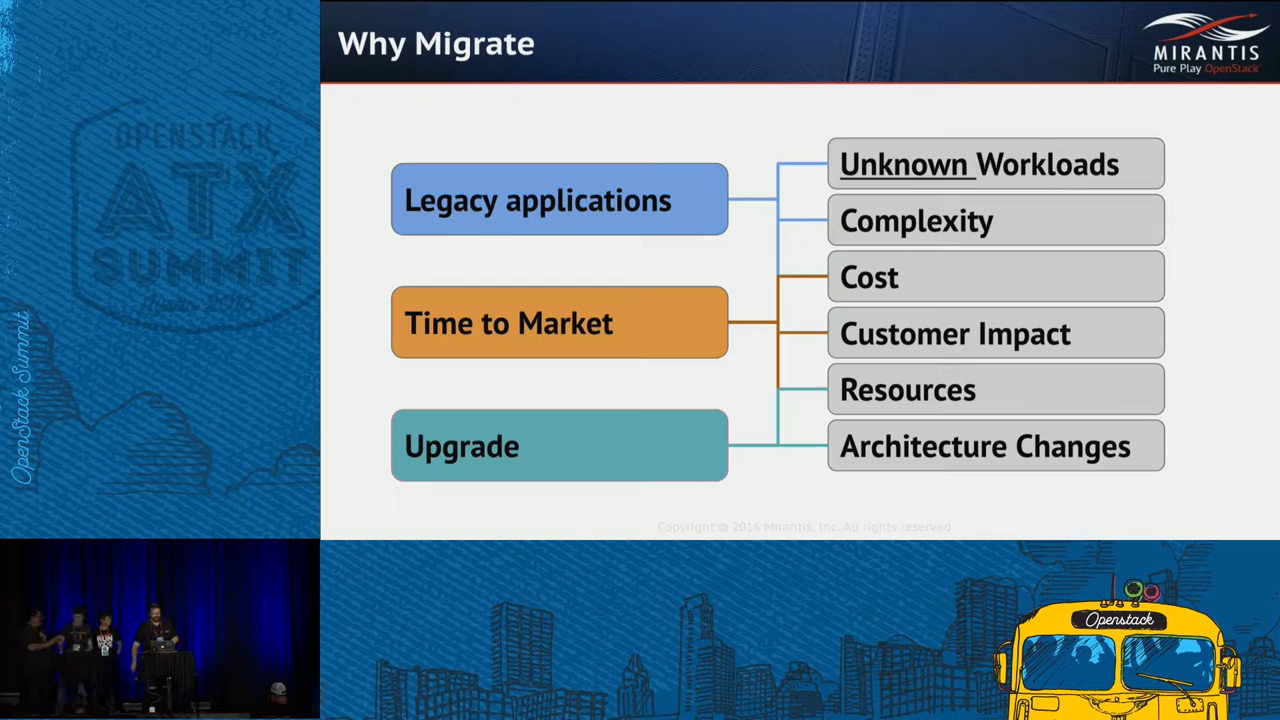 Why Migrate
MIRANTIS
Pure Play OpenStack
OPENSTACK
ATX
SUMMIT
OpenStack Summit
Legacy applications
Time to Market
Upgrade
Unknown Workloads
Complexity
Cost
Customer Impact
Resources
Architecture Changes
Copyright © 2016 Mirantis, Inc. All rights reserved
Openstack